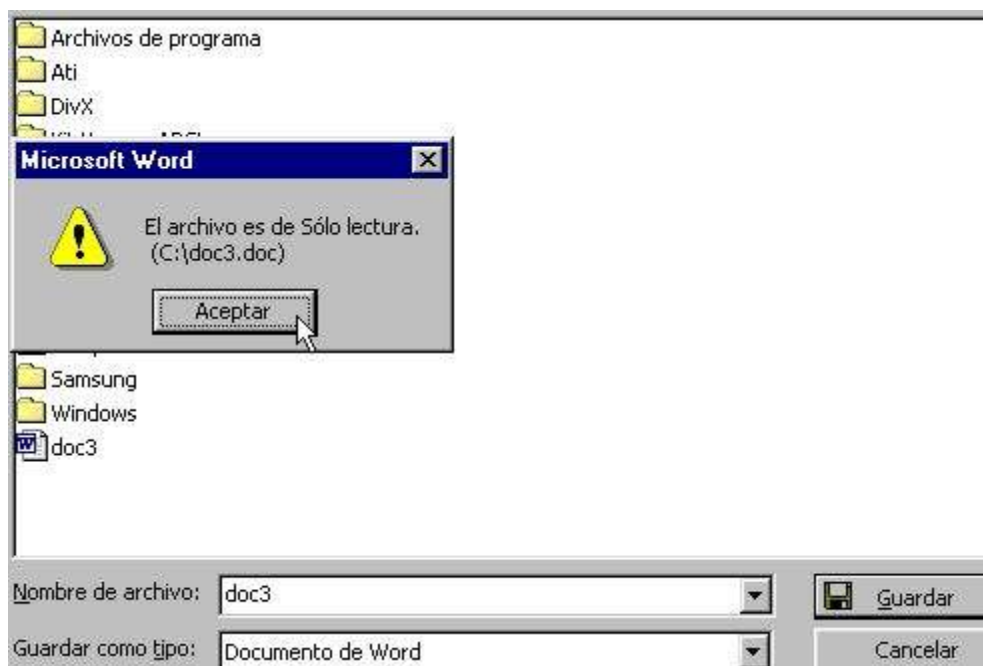 Archivos de programa
Ati
DivX
Microsoft Word
El archivo es de Sólo lectura.
(C:\doc3.doc)
Aceptar
Samsung
Windows
doc3
Nombre de archivo: doc3 Guardar
Guardar como tipo: Documento de Word Cancelar